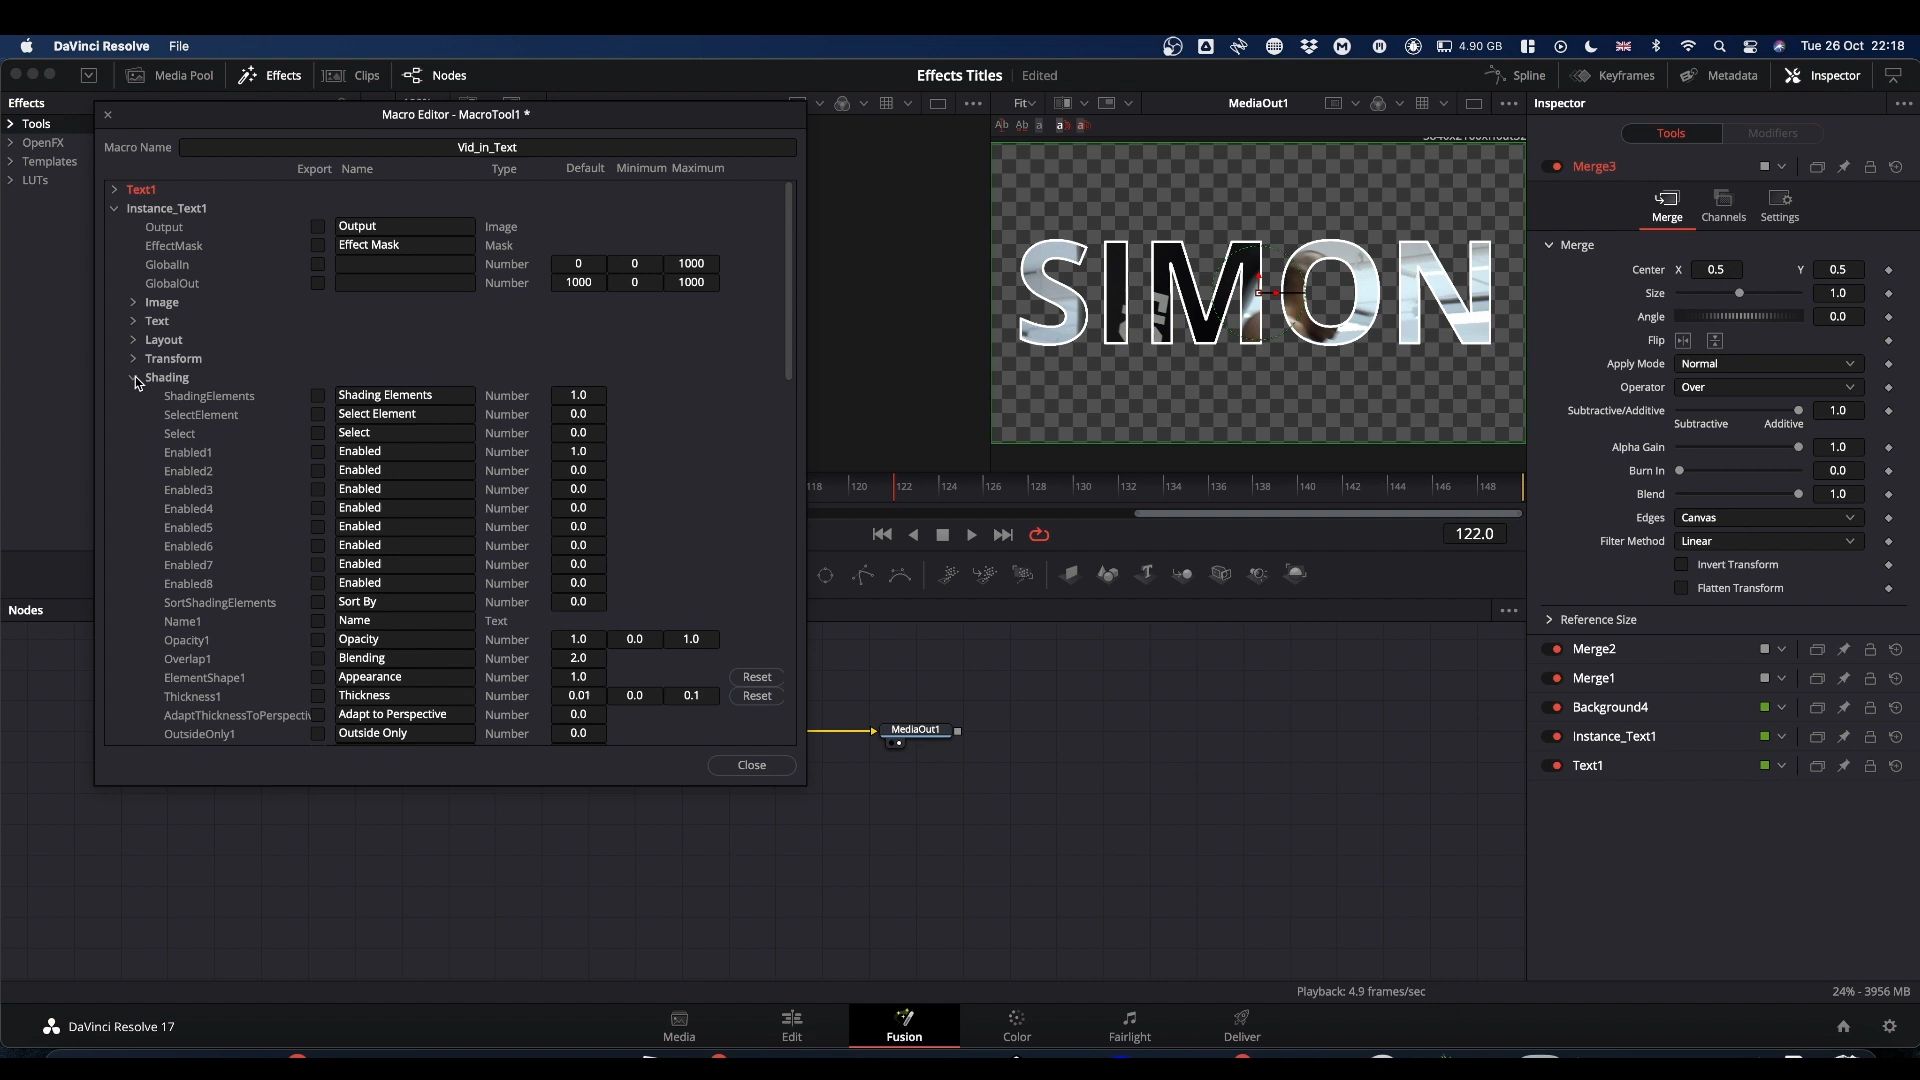 DaVinci Resolve File 4.90 GB Tue 26 Oct 22:18
Media Pool Effects Clips Nodes Effects Titles Edited Spline Keyframes Metadata Inspector
Effects
Tools
OpenFX
Templates
LUTs
Macro Editor - MacroTool1 *
Macro Name Vid_in_Text
Export Name Type Default Minimum Maximum
Text1
Instance_Text1
Output Output Image
EffectMask Effect Mask Mask
GlobalIn Number 0 0 1000
GlobalOut Number 1000 0 1000
Image
Text
Layout
Transform
Shading
ShadingElements Shading Elements Number 1.0
SelectElement Select Element Number 0.0
Select Select Number 0.0
Enabled1 Enabled Number 1.0
Enabled2 Enabled Number 0.0
Enabled3 Enabled Number 0.0
Enabled4 Enabled Number 0.0
Enabled5 Enabled Number 0.0
Enabled6 Enabled Number 0.0
Enabled7 Enabled Number 0.0
Enabled8 Enabled Number 0.0
SortShadingElements Sort By Number 0.0
Name1 Name Text
Opacity1 Opacity Number 1.0 0.0 1.0
Overlap1 Blending Number 2.0
ElementShape1 Appearance Number 1.0 Reset
Thickness1 Thickness Number 0.01 0.0 0.1 Reset
AdaptThicknessToPerspectiv Adapt to Perspective Number 0.0
OutsideOnly1 Outside Only Number 0.0
Close
Fit MediaOut1
SIMON
118 120 122 124 126 128 130 132 134 136 138 140 142 144 146 148
122.0
Nodes
MediaOut1
Inspector
Tools Modifiers
Merge3
Merge Channels Settings
Merge
Center X 0.5 Y 0.5
Size 1.0
Angle 0.0
Flip
Apply Mode Normal
Operator Over
Subtractive/Additive 1.0
Subtractive Additive
Alpha Gain 1.0
Burn In 0.0
Blend 1.0
Edges Canvas
Filter Method Linear
Invert Transform
Flatten Transform
Reference Size
Merge2
Merge1
Background4
Instance_Text1
Text1
Playback: 4.9 frames/sec 24% - 3956 MB
DaVinci Resolve 17 Media Edit Fusion Color Fairlight Deliver